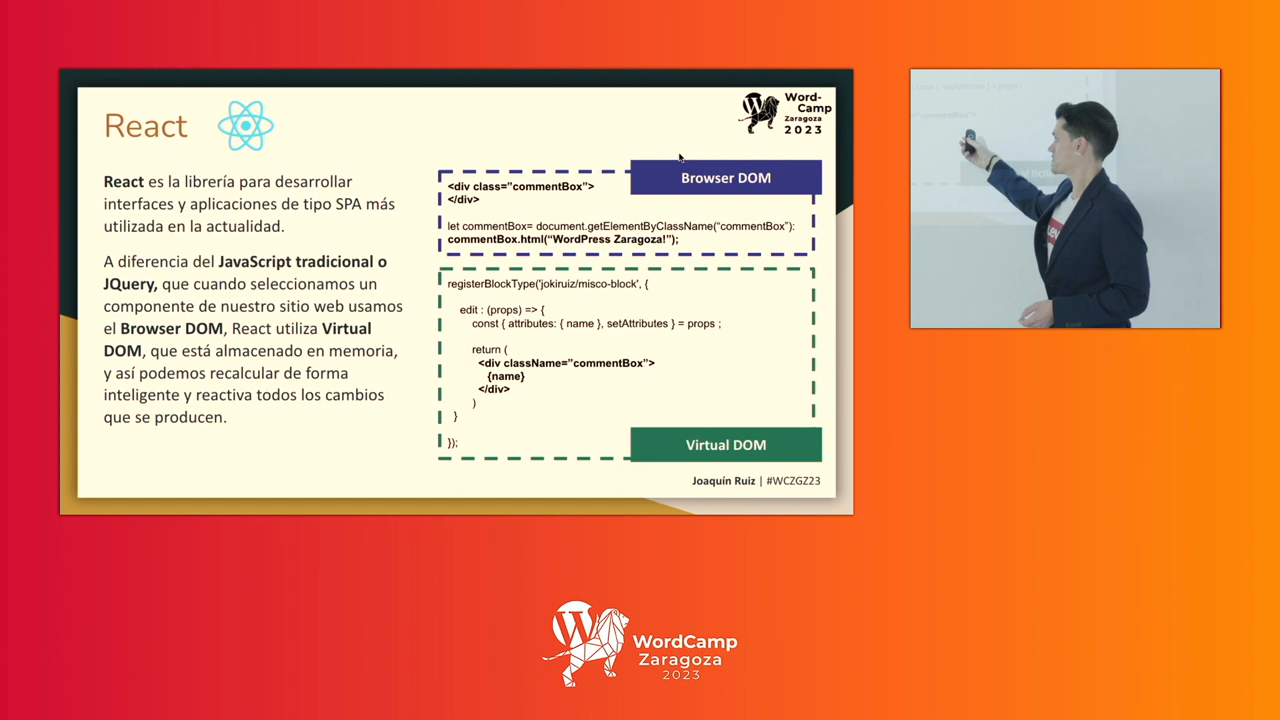 React
Word-
Camp
Zaragoza
2023
React es la librería para desarrollar
interfaces y aplicaciones de tipo SPA más
utilizada en la actualidad.
A diferencia del JavaScript tradicional o
JQuery, que cuando seleccionamos un
componente de nuestro sitio web usamos
el Browser DOM, React utiliza Virtual
DOM, que está almacenado en memoria,
y así podemos recalcular de forma
inteligente y reactiva todos los cambios
que se producen.
Browser DOM
<div class="commentBox">
</div>
let commentBox= document.getElementByClassName(“commentBox”):
commentBox.html(“WordPress Zaragoza!”);
registerBlockType('jokiruiz/misco-block', {
edit : (props) => {
const { attributes: { name }, setAttributes } = props ;
return (
<div className=”commentBox”>
{name}
</div>
)
}
});
Virtual DOM
Joaquín Ruiz | #WCZGZ23
WordCamp
Zaragoza
2023